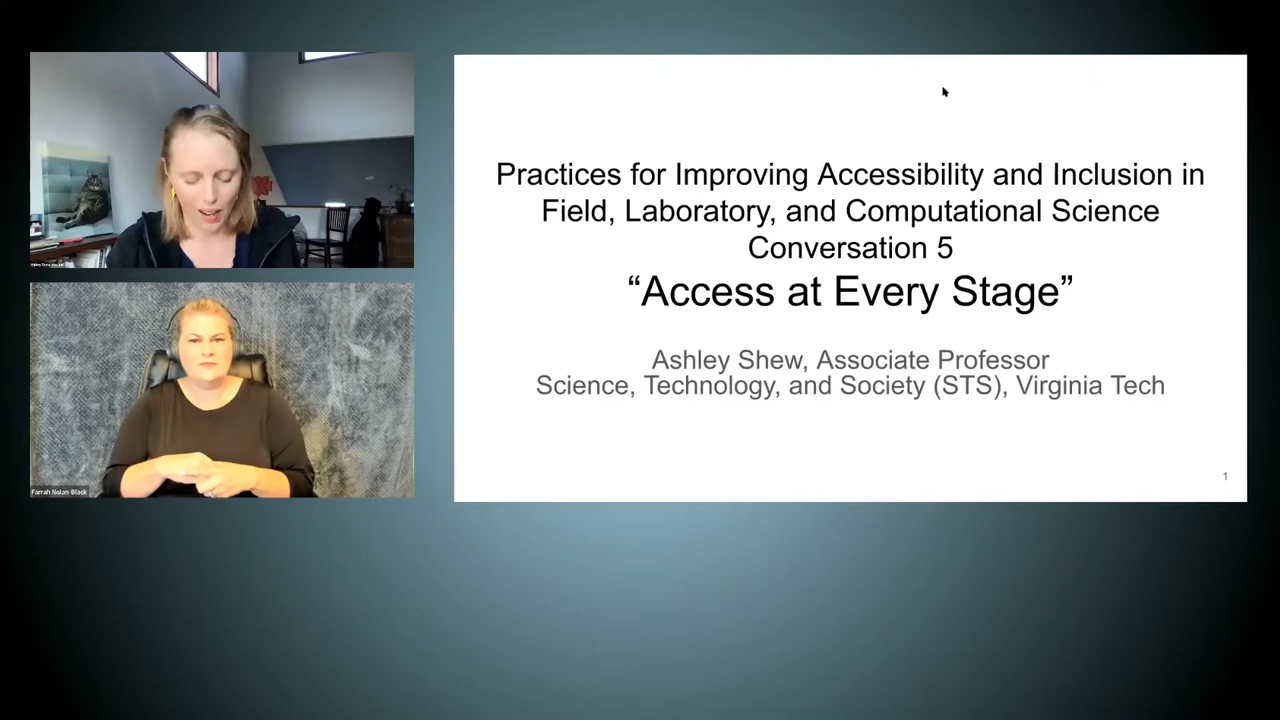 Practices for Improving Accessibility and Inclusion in
Field, Laboratory, and Computational Science
Conversation 5
“Access at Every Stage”
Ashley Shew, Associate Professor
Science, Technology, and Society (STS), Virginia Tech
1
Farrah Nolan-Black